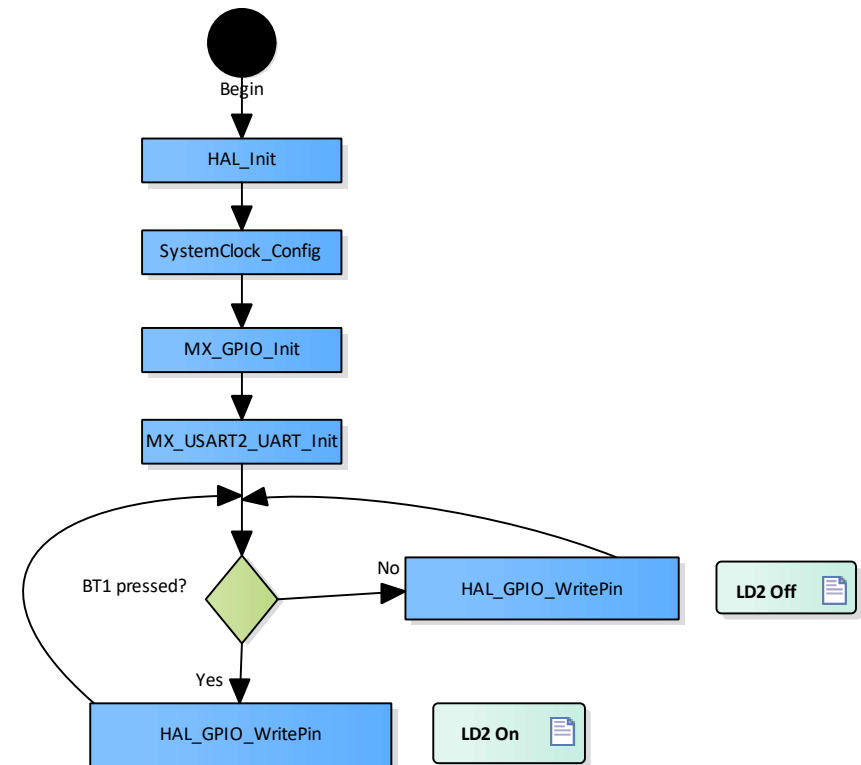 Begin
HAL_Init
SystemClock_Config
MX_GPIO_Init
MX_USART2_UART_Init
BT1 pressed?
No
HAL_GPIO_WritePin
LD2 Off
Yes
HAL_GPIO_WritePin
LD2 On